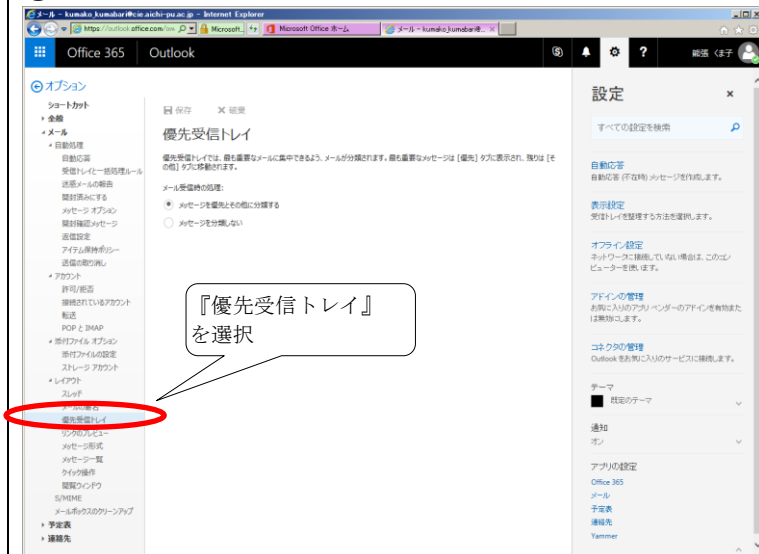 メール - kumako_kumabari@cie.aichi-pu.ac.jp - Internet Explorer
https://outlook.office.com/ow
Microsoft...
Microsoft Office ホーム
メール - kumako_kumabari@...
Office 365
Outlook
?
熊張 くま子
オプション
ショートカット
全般
メール
自動処理
自動応答
受信トレイと一括処理ルール
迷惑メールの報告
開封済みにする
メッセージ オプション
開封確認メッセージ
返信設定
アイテム保持ポリシー
送信の取り消し
アカウント
許可/拒否
接続されているアカウント
転送
POP と IMAP
添付ファイル オプション
添付ファイルの設定
ストレージ アカウント
レイアウト
スレッド
メールの署名
優先受信トレイ
リンクのプレビュー
メッセージ形式
メッセージ一覧
クイック操作
閲覧ウィンドウ
S/MIME
メールボックスのクリーンアップ
予定表
連絡先
保存 ×破棄
優先受信トレイ
優先受信トレイでは、最も重要なメールに集中できるよう、メールが分類されます。最も重要なメッセージは [優先] タブに表示され、残りは [そ
の他] タブに移動されます。
メール受信時の処理:
メッセージを優先とその他に分類する
メッセージを分類しない
『優先受信トレイ』
を選択
設定 ×
すべての設定を検索
自動応答
自動応答 (不在時) メッセージを作成します。
表示設定
受信トレイを整理する方法を選択します。
オフライン設定
ネットワークに接続していない場合は、このコン
ピューターを使います。
アドインの管理
お気に入りのアプリ ベンダーのアドインを有効また
は無効にします。
コネクタの管理
Outlook をお気に入りのサービスに接続します。
テーマ
既定のテーマ
通知
オン
アプリの設定
Office 365
メール
予定表
連絡先
Yammer